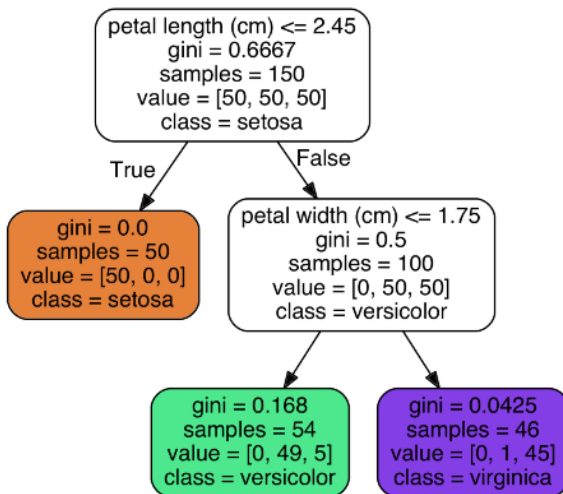 petal length (cm) <= 2.45
gini = 0.6667
samples = 150
value = [50, 50, 50]
class = setosa
True
False
gini = 0.0
samples = 50
value = [50, 0, 0]
class = setosa
petal width (cm) <= 1.75
gini = 0.5
samples = 100
value = [0, 50, 50]
class = versicolor
gini = 0.168
samples = 54
value = [0, 49, 5]
class = versicolor
gini = 0.0425
samples = 46
value = [0, 1, 45]
class = virginica